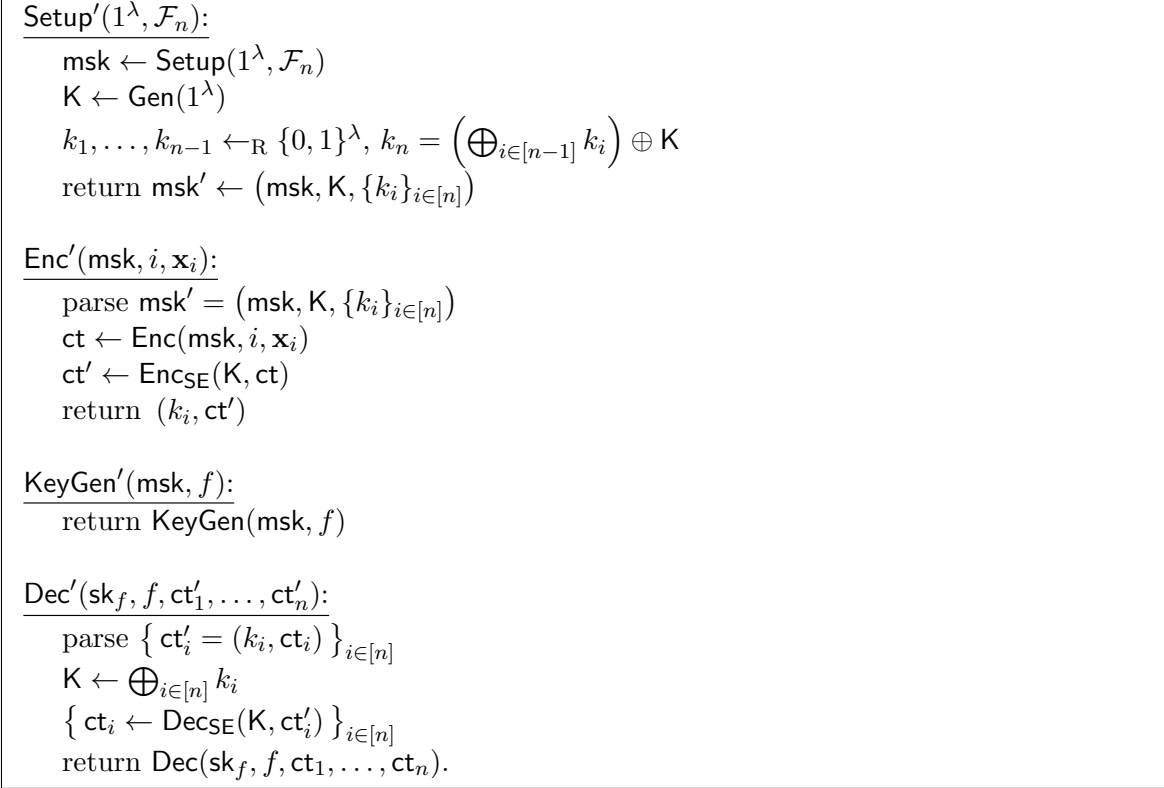 Setup′(1^λ, 𝓕_n):
msk ← Setup(1^λ, 𝓕_n)
K ← Gen(1^λ)
k_1, …, k_{n−1} ←_R {0, 1}^λ, k_n = (⊕_{i∈[n−1]} k_i) ⊕ K
return msk′ ← (msk, K, {k_i}_{i∈[n]})
Enc′(msk, i, 𝐱_i):
parse msk′ = (msk, K, {k_i}_{i∈[n]})
ct ← Enc(msk, i, 𝐱_i)
ct′ ← Enc_SE(K, ct)
return (k_i, ct′)
KeyGen′(msk, f):
return KeyGen(msk, f)
Dec′(sk_f, f, ct′_1, …, ct′_n):
parse { ct′_i = (k_i, ct_i) }_{i∈[n]}
K ← ⊕_{i∈[n]} k_i
{ ct_i ← Dec_SE(K, ct′_i) }_{i∈[n]}
return Dec(sk_f, f, ct_1, …, ct_n).